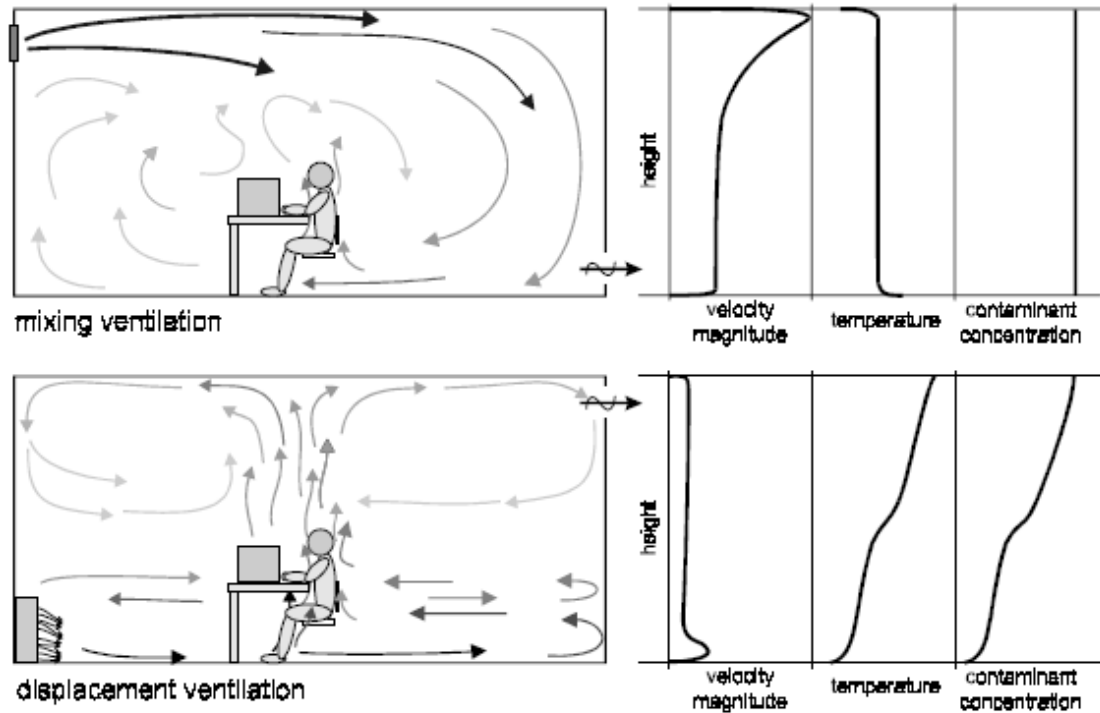 height
velocity
magnitude
temperature
contaminant
concentration
mixing ventilation
height
velocity
magnitude
temperature
contaminant
concentration
displacement ventilation